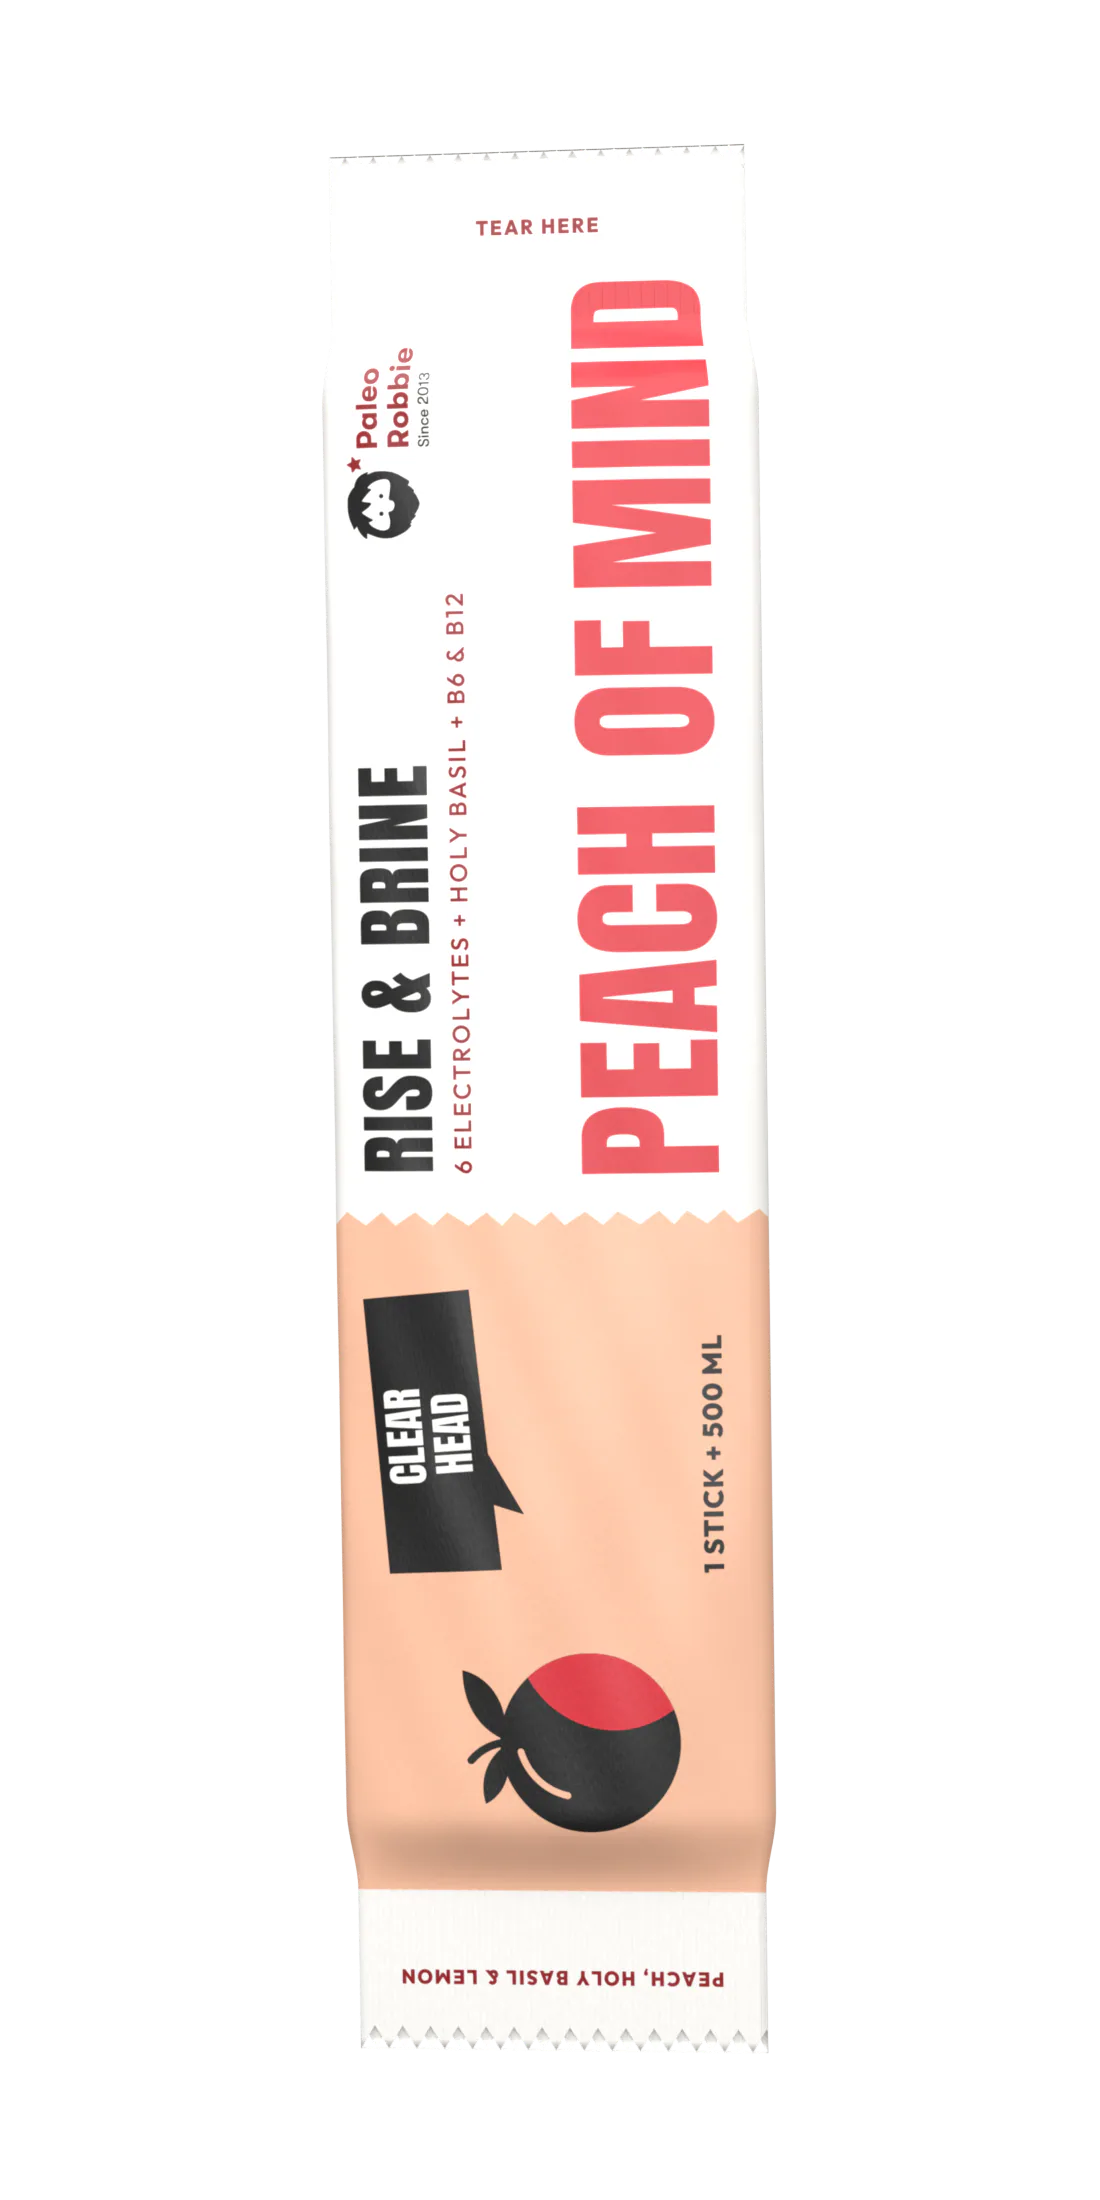 TEAR HERE
Paleo
Robbie
Since 2013
RISE & BRINE
6 ELECTROLYTES + HOLY BASIL + B6 & B12
PEACH OF MIND
CLEAR
HEAD
1 STICK + 500 ML
PEACH, HOLY BASIL & LEMON